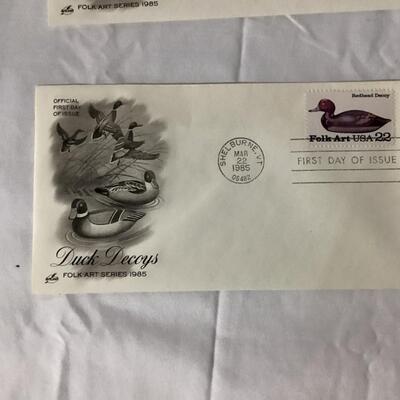 FOLK ART SERIES 1985
OFFICIAL
FIRST DAY
OF ISSUE
Redhead Decoy
Folk Art USA 22
SHELBURNE, VT
MAR
22
1985
05482
FIRST DAY OF ISSUE
Duck Decoys
FOLK ART SERIES 1985